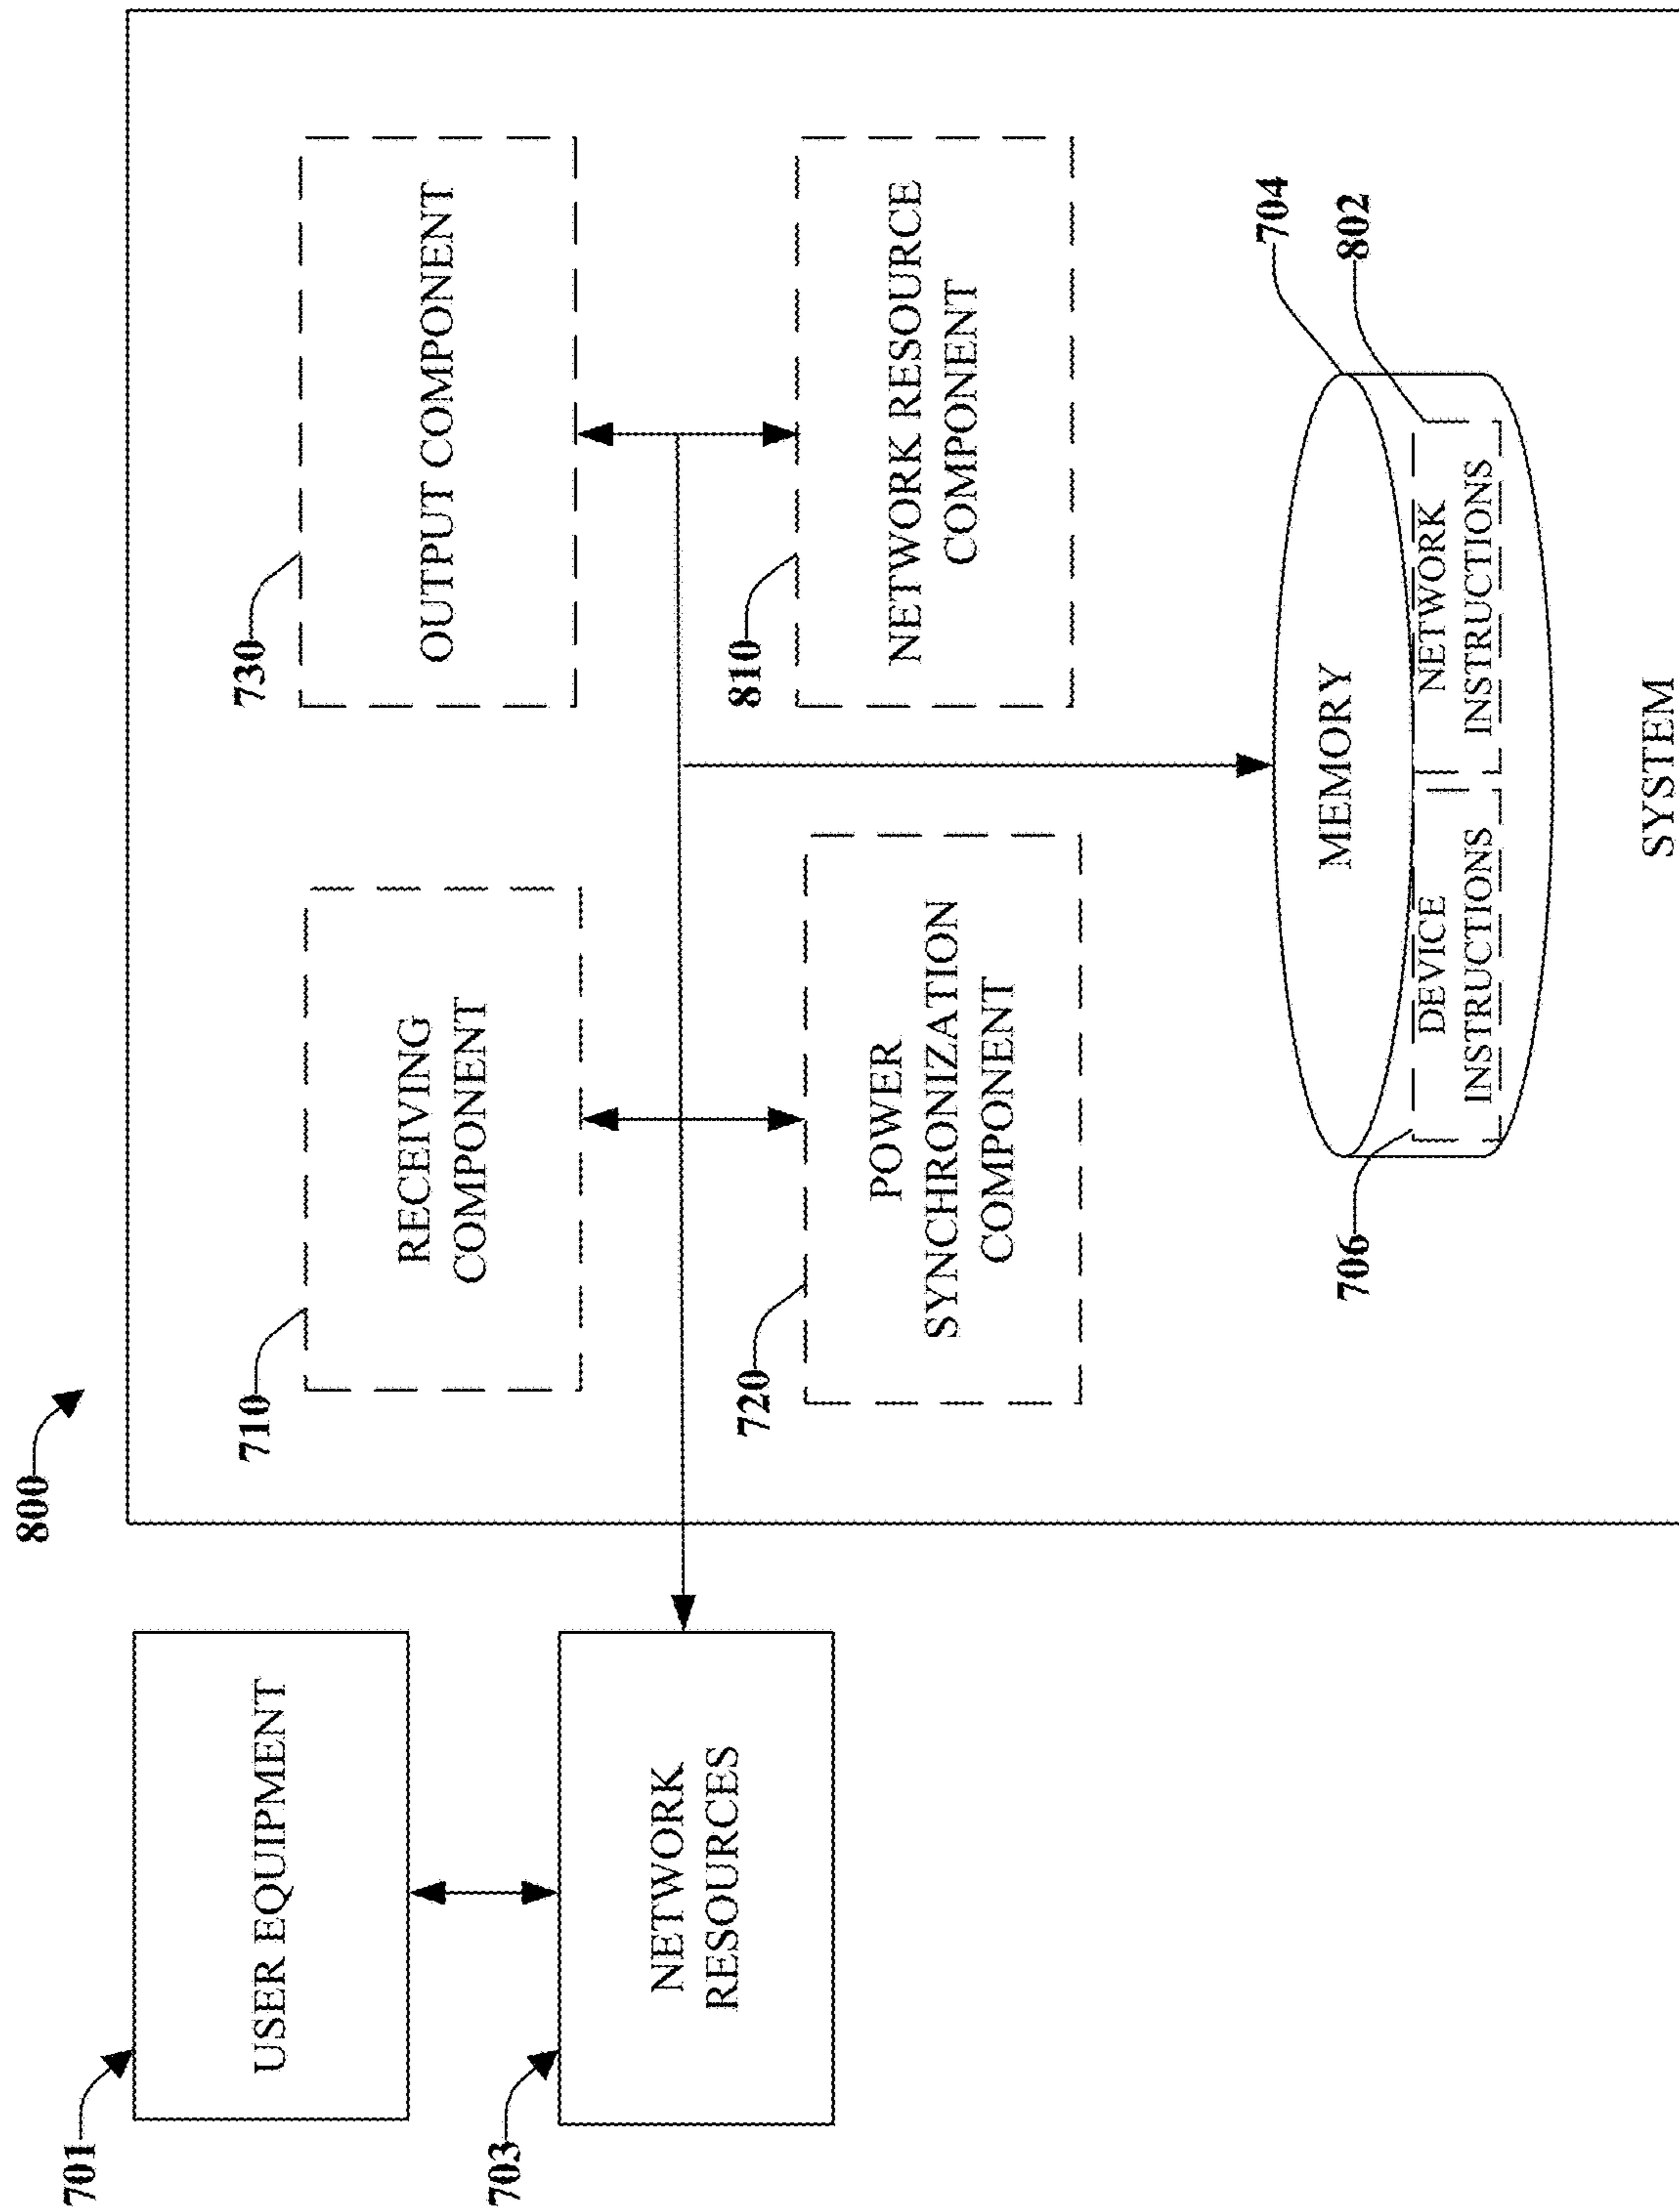 800
701
USER EQUIPMENT
703
NETWORK
RESOURCES
710
RECEIVING
COMPONENT
730
OUTPUT COMPONENT
720
POWER
SYNCHRONIZATION
COMPONENT
810
NETWORK RESOURCE
COMPONENT
704
802
MEMORY
706
DEVICE
INSTRUCTIONS
NETWORK
INSTRUCTIONS
SYSTEM